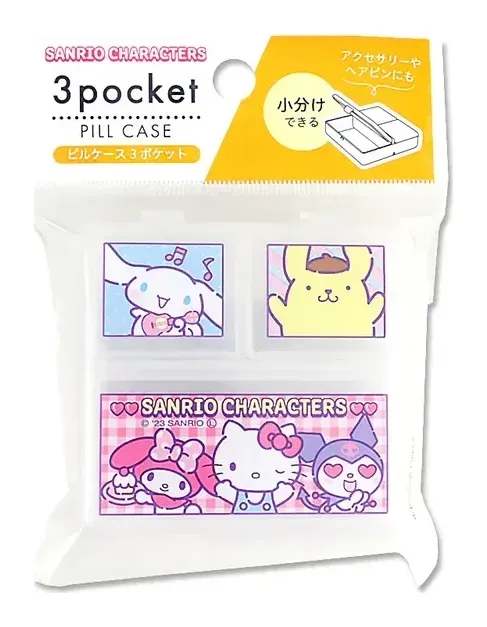 SANRIO CHARACTERS
3pocket
PILL CASE
ピルケース3ポケット
アクセサリーや
ヘアピンにも
小分け
できる
SANRIO CHARACTERS
© '23 SANRIO Ⓛ